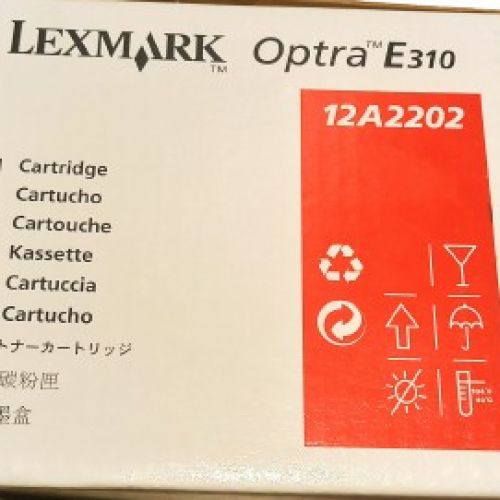 LEXMARK™ Optra™ E310
12A2202
Cartridge
Cartucho
Cartouche
Kassette
Cartuccia
Cartucho
トナーカートリッジ
碳粉匣
墨盒